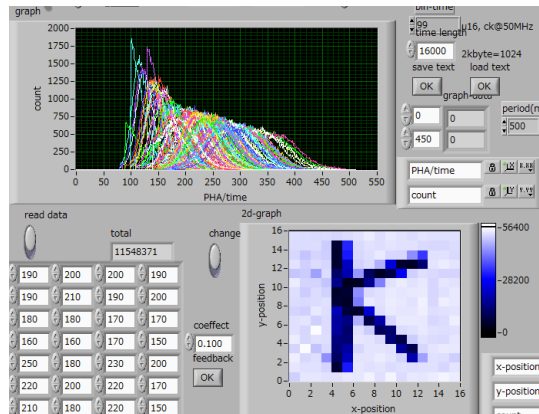 graph
bin-time
99
µ16, ck@50MHz
time length
16000
2kbyte=1024
save text
load text
OK
OK
graph-
0
0
450
0
period(
500
2000-
1750-
1500-
1250-
1000-
750-
500-
250-
0-
count
0 50 100 150 200 250 300 350 400 450 500 550
PHA/time
PHA/time
count
read data
total
11548371
change
2d-graph
190 200 200 190
190 210 190 200
180 180 170 170
160 160 170 150
250 180 230 200
220 200 220 170
210 180 220 150
coeffect
0.100
feedback
OK
16-
14-
12-
10-
8-
6-
4-
2-
0-
y-position
0 2 4 6 8 10 12 14 16
x-position
-56400
-28200
-0
x-position
y-position